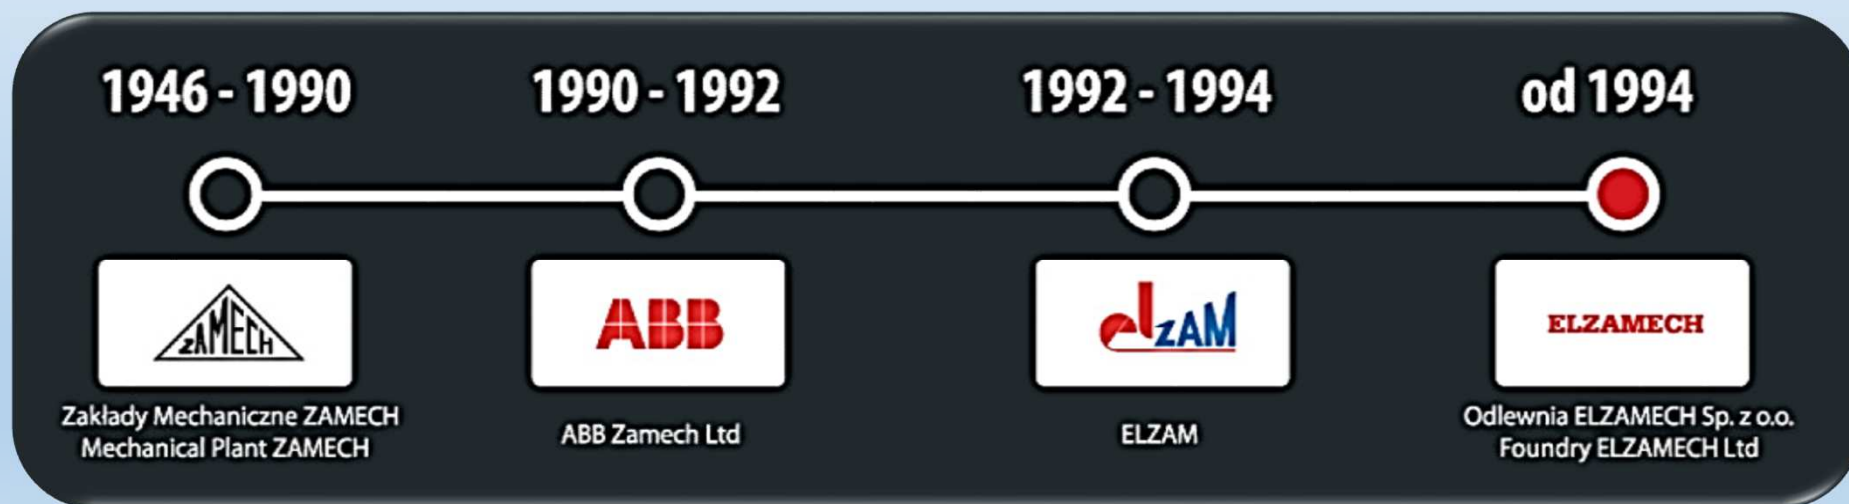 1946 - 1990
1990 - 1992
1992 - 1994
od 1994
ZAMECH
ABB
elzAM
ELZAMECH
Zakłady Mechaniczne ZAMECH
Mechanical Plant ZAMECH
ABB Zamech Ltd
ELZAM
Odlewnia ELZAMECH Sp. z o.o.
Foundry ELZAMECH Ltd